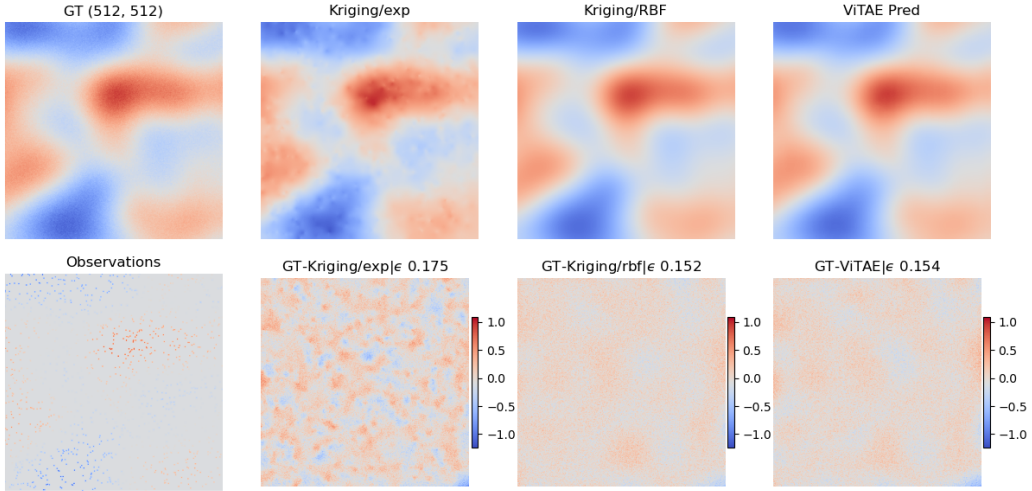 GT (512, 512)
Kriging/exp
Kriging/RBF
ViTAE Pred
Observations
GT-Kriging/exp|ϵ 0.175
1.0
0.5
0.0
−0.5
−1.0
GT-Kriging/rbf|ϵ 0.152
1.0
0.5
0.0
−0.5
−1.0
GT-ViTAE|ϵ 0.154
1.0
0.5
0.0
−0.5
−1.0